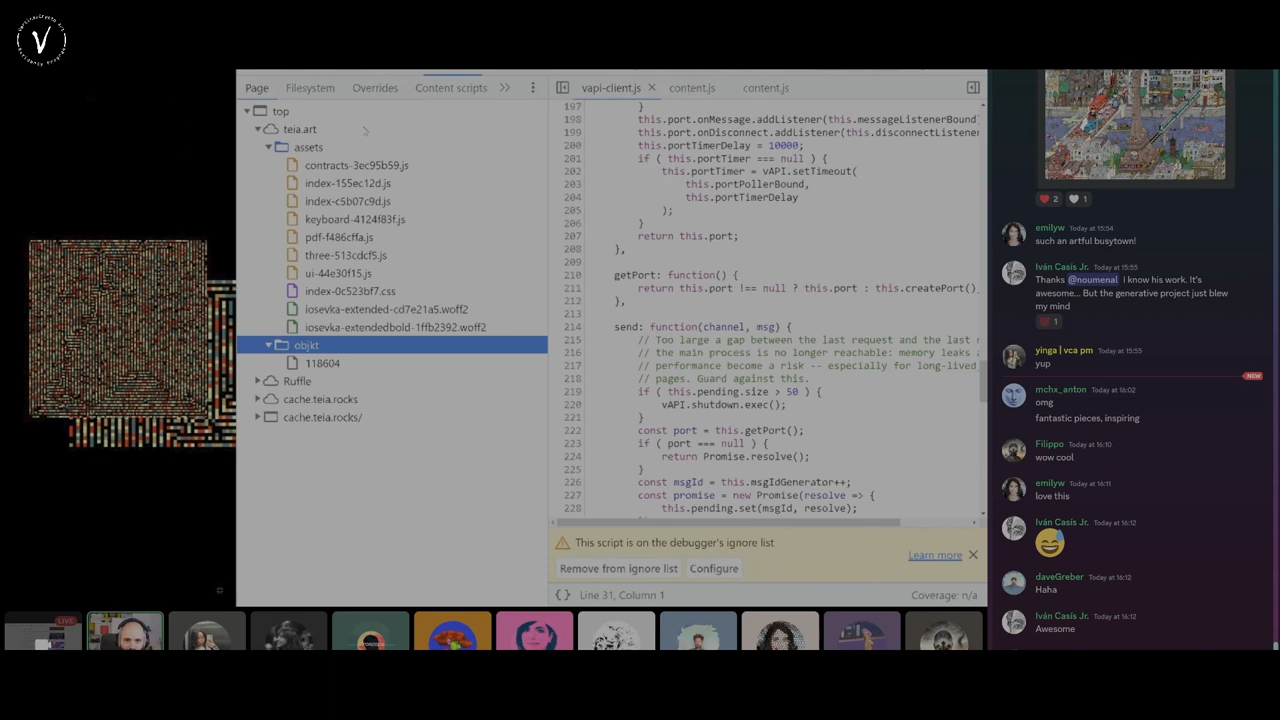 V
Page
Filesystem
Overrides
Content scripts
top
teia.art
assets
contracts-3ec95b59.js
index-155ec12d.js
index-c5b07c9d.js
keyboard-4124f83f.js
pdf-f486cffa.js
three-513cdcf5.js
ui-44e30f15.js
index-0c523bf7.css
iosevka-extended-cd7e21a5.woff2
iosevka-extendedbold-1ffb2392.woff2
objkt
118604
Ruffle
cache.teia.rocks
cache.teia.rocks/
vapi-client.js
content.js
content.js
197 }
198 this.port.onMessage.addListener(this.messageListenerBound
199 this.port.onDisconnect.addListener(this.disconnectListener
200 this.portTimerDelay = 10000;
201 if ( this.portTimer === null ) {
202 this.portTimer = vAPI.setTimeout(
203 this.portPollerBound,
204 this.portTimerDelay
205 );
206 }
207 return this.port;
208 },
209
210 getPort: function() {
211 return this.port !== null ? this.port : this.createPort()
212 },
213
214 send: function(channel, msg) {
215 // Too large a gap between the last request and the last
216 // the main process is no longer reachable: memory leaks
217 // performance become a risk -- especially for long-lived
218 // pages. Guard against this.
219 if ( this.pending.size > 50 ) {
220 vAPI.shutdown.exec();
221 }
222 const port = this.getPort();
223 if ( port === null ) {
224 return Promise.resolve();
225 }
226 const msgId = this.msgIdGenerator++;
227 const promise = new Promise(resolve => {
228 this.pending.set(msgId, resolve);
This script is on the debugger's ignore list
Remove from ignore list
Configure
Learn more
{} Line 31, Column 1
Coverage: n/a
LIVE
2
1
emilyw Today at 15:54
such an artful busytown!
Iván Casís Jr. Today at 15:55
Thanks @noumenal I know his work. It's
awesome... But the generative project just blew
my mind
1
yinga | vca pm Today at 15:55
yup
NEW
mchx_anton Today at 16:02
omg
fantastic pieces, inspiring
Filippo Today at 16:10
wow cool
emilyw Today at 16:11
love this
Iván Casís Jr. Today at 16:12
daveGreber Today at 16:12
Haha
Iván Casís Jr. Today at 16:12
Awesome